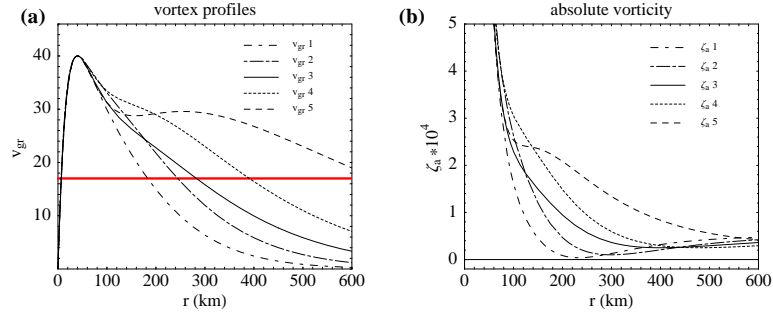 (a)
vortex profiles
v_gr
40
30
20
10
v_gr 1
v_gr 2
v_gr 3
v_gr 4
v_gr 5
0 100 200 300 400 500 600
r (km)
(b)
absolute vorticity
ζ_a *10^4
5
4
3
2
1
0
ζ_a 1
ζ_a 2
ζ_a 3
ζ_a 4
ζ_a 5
0 100 200 300 400 500 600
r (km)